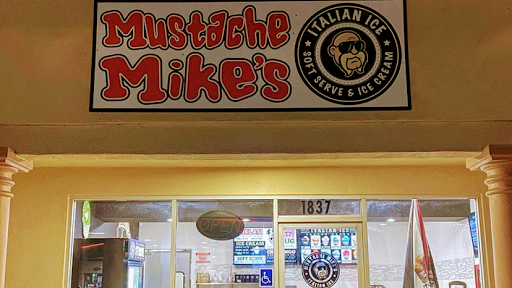 Mustache
Mike's
ITALIAN ICE
SOFT SERVE & ICE CREAM
1837
OPEN
ITALIAN ICE
ICE CREAM
SOFT SERVE